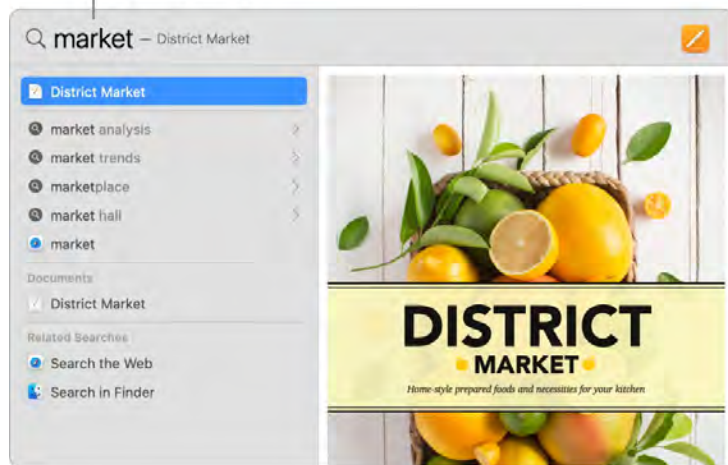 market – District Market
District Market
market analysis
market trends
marketplace
market hall
market
Documents
District Market
Related Searches
Search the Web
Search in Finder
DISTRICT
MARKET
Home-style prepared foods and necessities for your kitchen